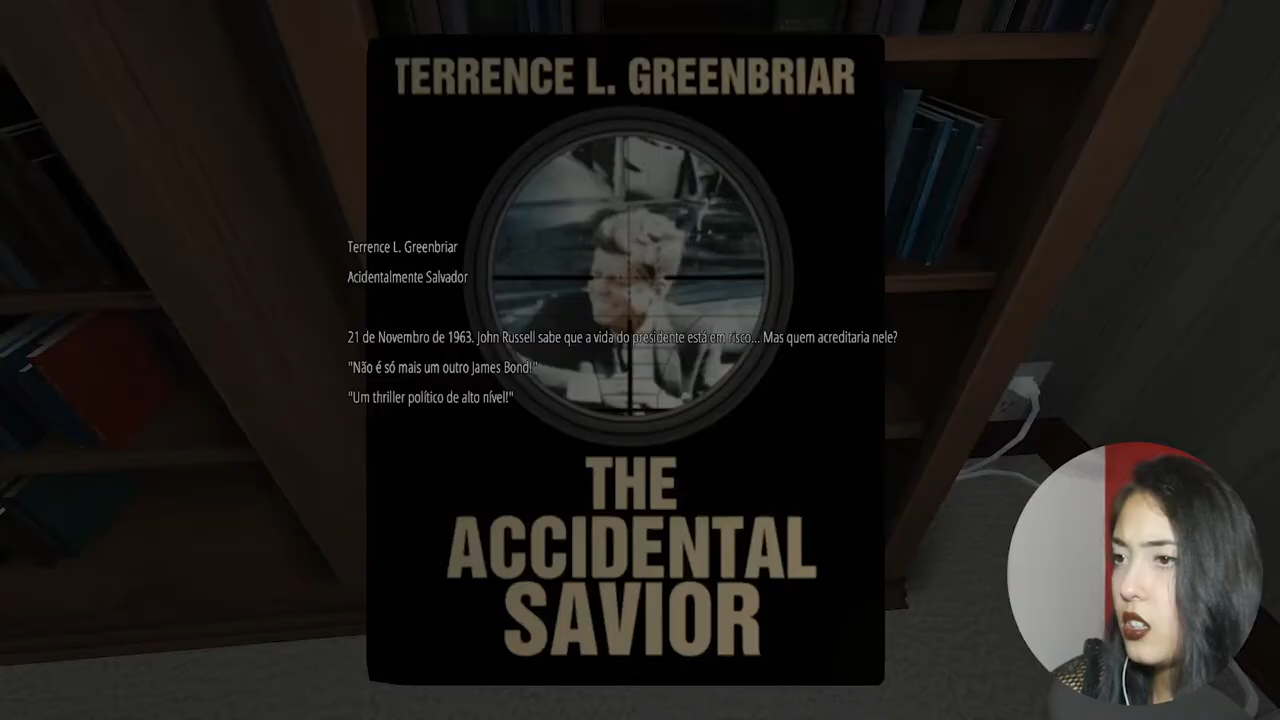 TERRENCE L. GREENBRIAR
Terrence L. Greenbriar
Acidentalmente Salvador
21 de Novembro de 1963. John Russell sabe que a vida do presidente está em risco... Mas quem acreditaria nele?
"Não é só mais um outro James Bond!"
"Um thriller político de alto nível!"
THE
ACCIDENTAL
SAVIOR